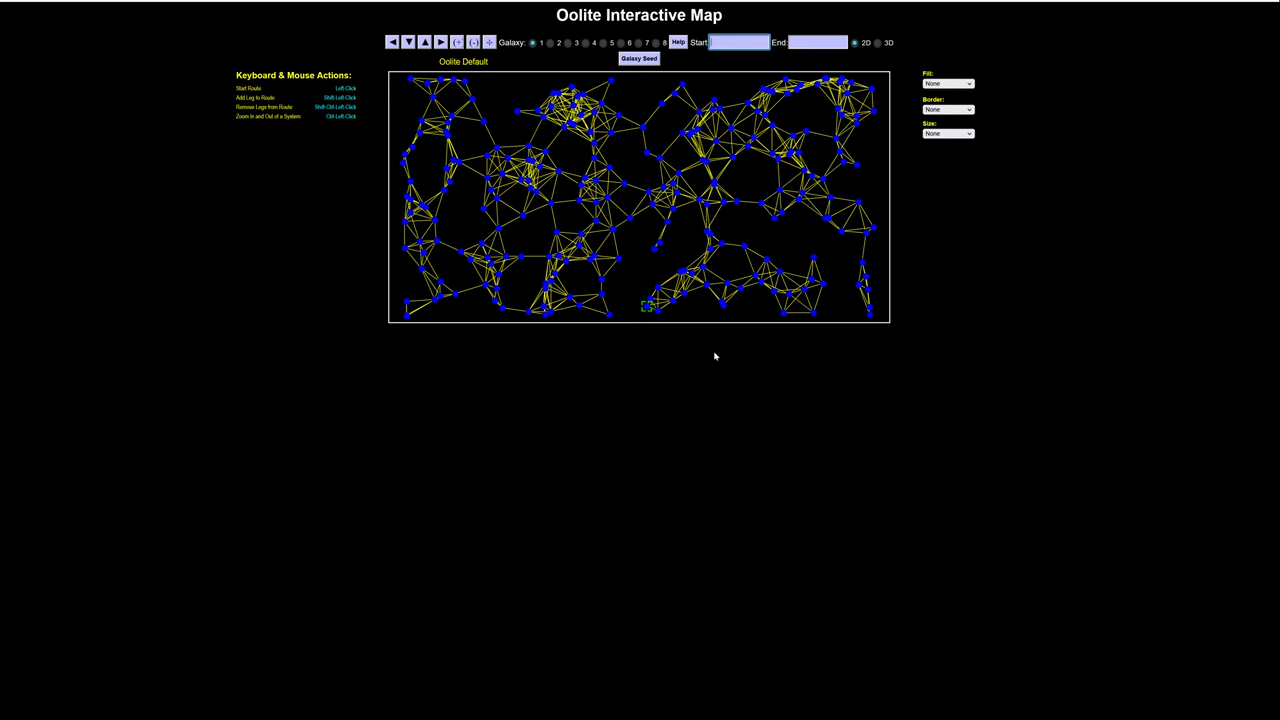 Oolite Interactive Map
◀ ▼ ▲ ▶ (+) (-) -¦- Galaxy: 1 2 3 4 5 6 7 8 Help Start: End: 2D 3D
Oolite Default Galaxy Seed
Keyboard & Mouse Actions:
Start Route Left-Click
Add Leg to Route Shift-Left-Click
Remove Legs from Route Shift-Ctrl-Left-Click
Zoom In and Out of a System Ctrl-Left-Click
Fill:
None
Border:
None
Size:
None